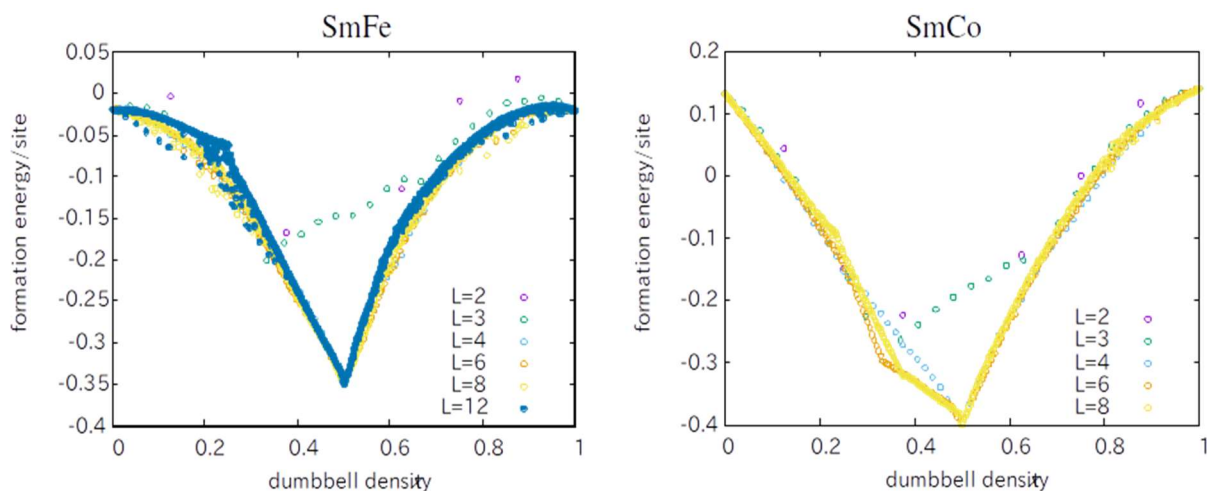 SmFe
0.05
0
-0.05
-0.1
-0.15
-0.2
-0.25
-0.3
-0.35
-0.4
formation energy/site
L=2
L=3
L=4
L=6
L=8
L=12
0 0.2 0.4 0.6 0.8 1
dumbbell density
SmCo
0.2
0.1
0
-0.1
-0.2
-0.3
-0.4
formation energy/site
L=2
L=3
L=4
L=6
L=8
0 0.2 0.4 0.6 0.8 1
dumbbell density